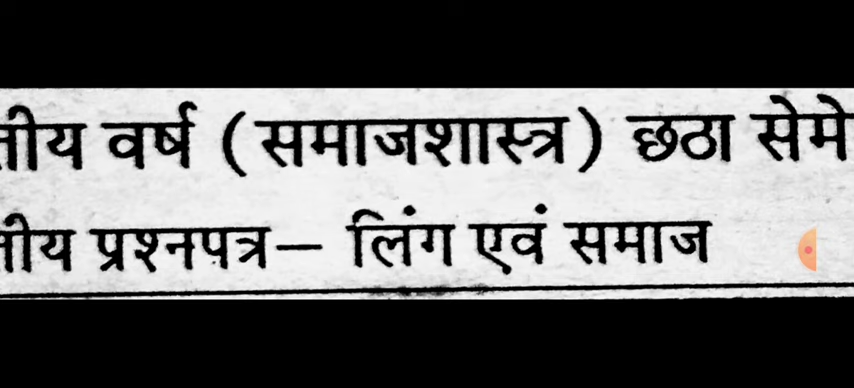 तीय वर्ष (समाजशास्त्र) छठा सेमे
तीय प्रश्नपत्र— लिंग एवं समाज